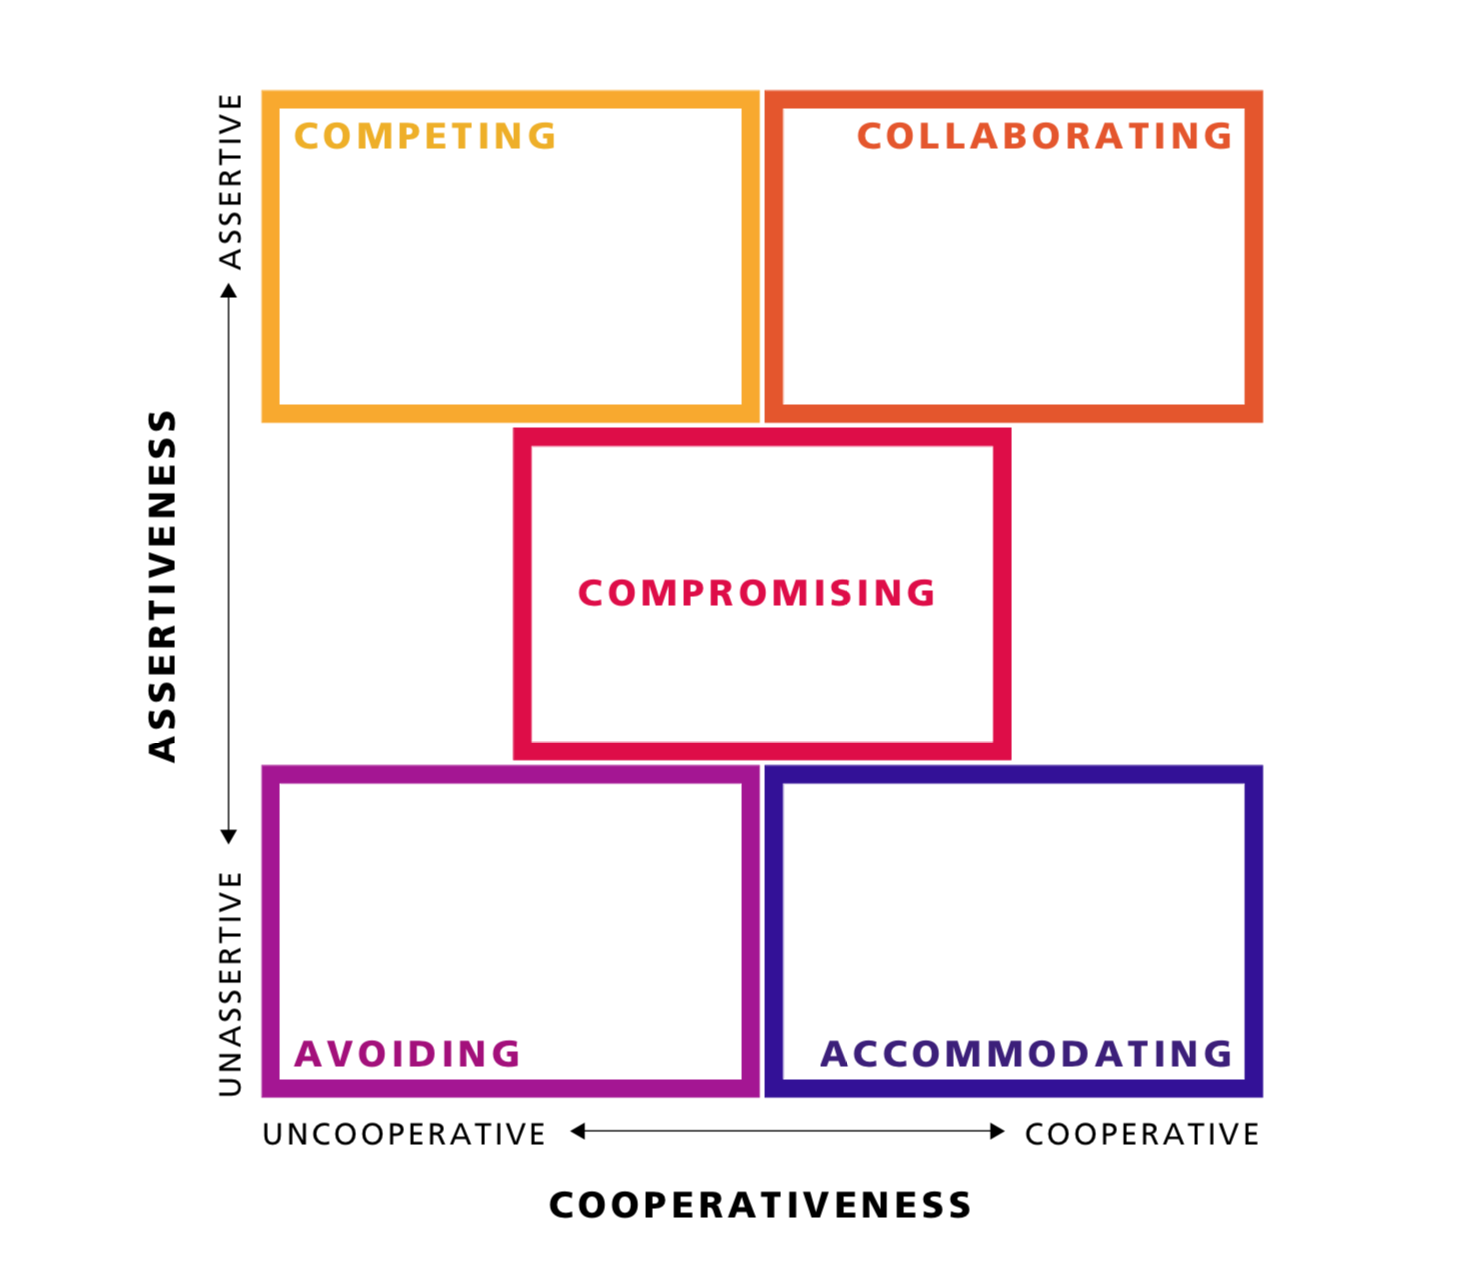 ASSERTIVENESS
ASSERTIVE
UNASSERTIVE
COMPETING
COLLABORATING
COMPROMISING
AVOIDING
ACCOMMODATING
UNCOOPERATIVE
COOPERATIVE
COOPERATIVENESS